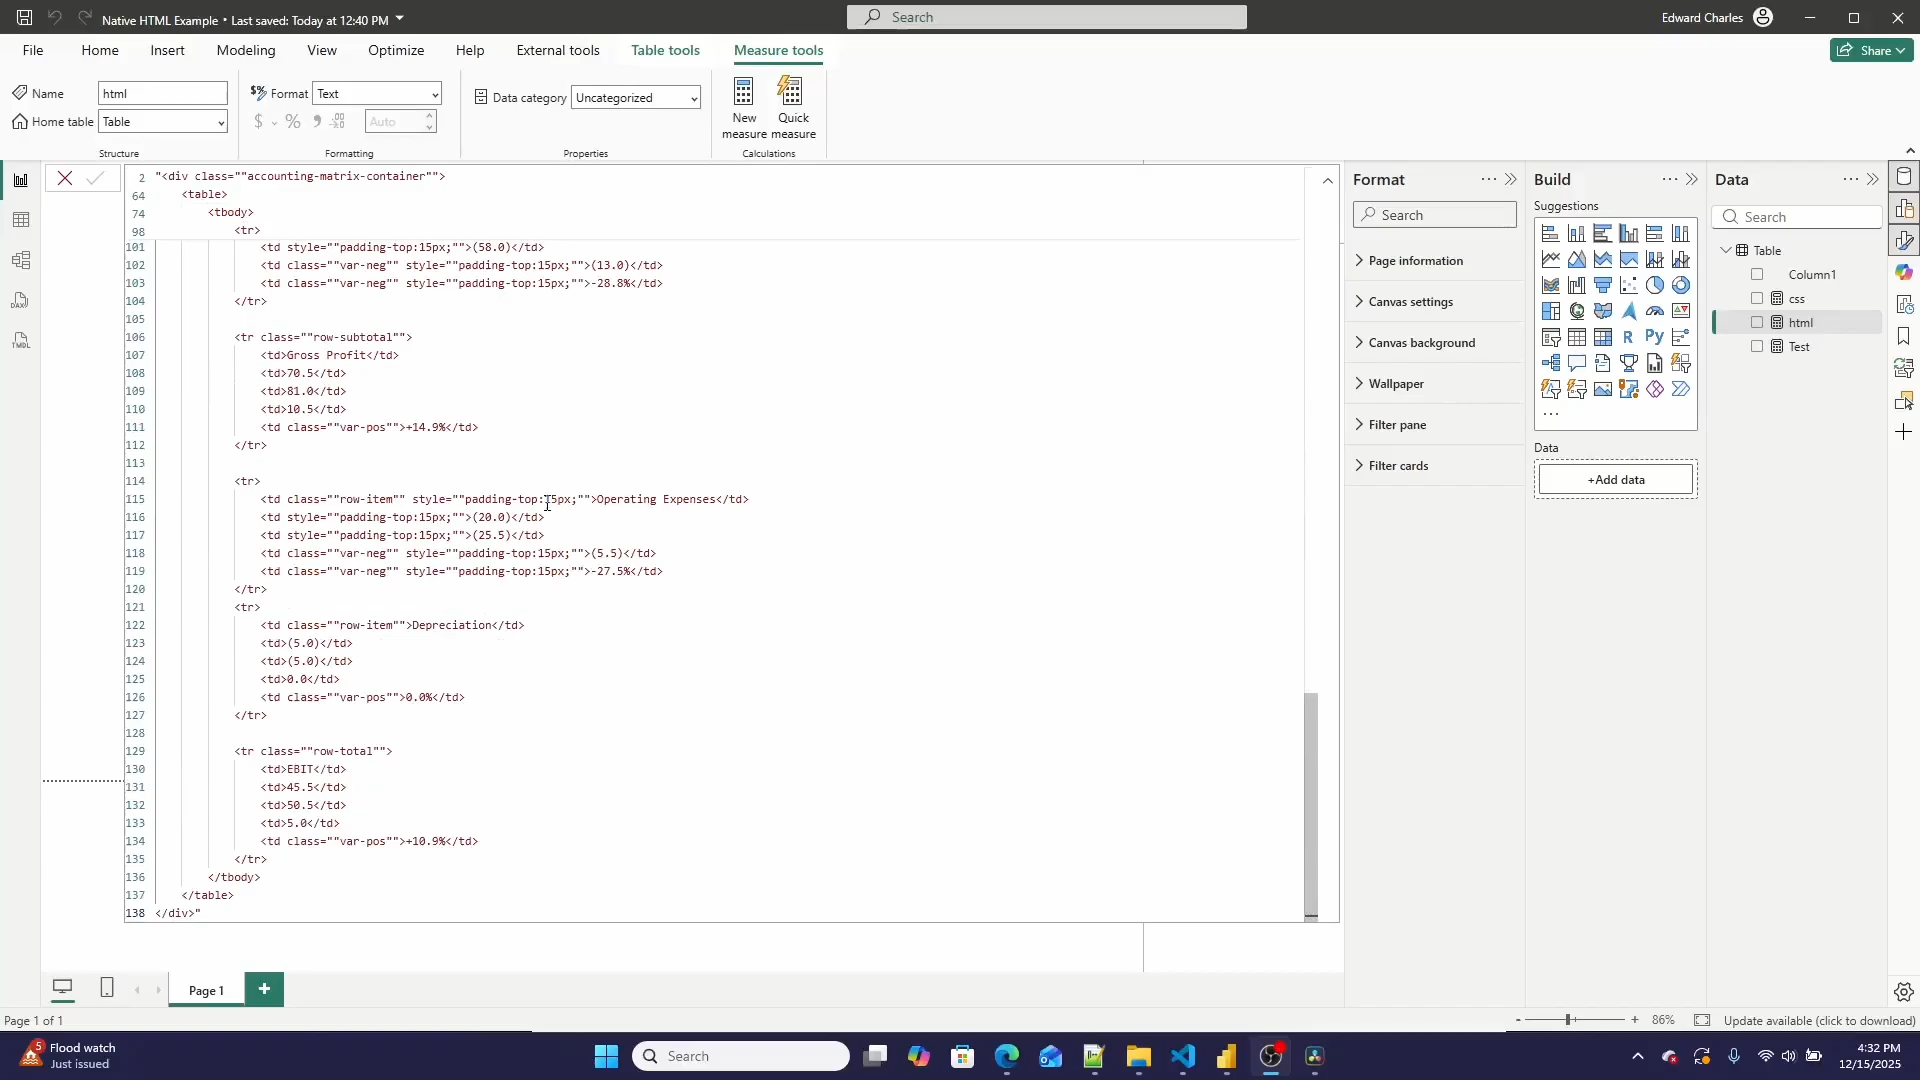 Native HTML Example • Last saved: Today at 12:40 PM
Search
Edward Charles
File
Home
Insert
Modeling
View
Optimize
Help
External tools
Table tools
Measure tools
Share
Name
html
Home table
Table
Structure
Format
Text
$
%
Auto
Formatting
Data category
Uncategorized
Properties
New measure
Quick measure
Calculations
2 "<div class=""accounting-matrix-container"">
64 <table>
74 <tbody>
98 <tr>
101 <td style=""padding-top:15px;"">(58.0)</td>
102 <td class=""var-neg"" style=""padding-top:15px;"">(13.0)</td>
103 <td class=""var-neg"" style=""padding-top:15px;"">-28.8%</td>
104 </tr>
105
106 <tr class=""row-subtotal"">
107 <td>Gross Profit</td>
108 <td>70.5</td>
109 <td>81.0</td>
110 <td>10.5</td>
111 <td class=""var-pos"">+14.9%</td>
112 </tr>
113
114 <tr>
115 <td class=""row-item"" style=""padding-top:15px;"">Operating Expenses</td>
116 <td style=""padding-top:15px;"">(20.0)</td>
117 <td style=""padding-top:15px;"">(25.5)</td>
118 <td class=""var-neg"" style=""padding-top:15px;"">(5.5)</td>
119 <td class=""var-neg"" style=""padding-top:15px;"">-27.5%</td>
120 </tr>
121 <tr>
122 <td class=""row-item"">Depreciation</td>
123 <td>(5.0)</td>
124 <td>(5.0)</td>
125 <td>0.0</td>
126 <td class=""var-pos"">0.0%</td>
127 </tr>
128
129 <tr class=""row-total"">
130 <td>EBIT</td>
131 <td>45.5</td>
132 <td>50.5</td>
133 <td>5.0</td>
134 <td class=""var-pos"">+10.9%</td>
135 </tr>
136 </tbody>
137 </table>
138 </div>"
Format
Search
Page information
Canvas settings
Canvas background
Wallpaper
Filter pane
Filter cards
Build
Suggestions
R
Py
Data
+Add data
Data
Search
Table
Column1
css
html
Test
DAX
TMDL
Page 1
+
Page 1 of 1
- + 86%
Update available (click to download)
5
Flood watch
Just issued
Search
4:32 PM
12/15/2025